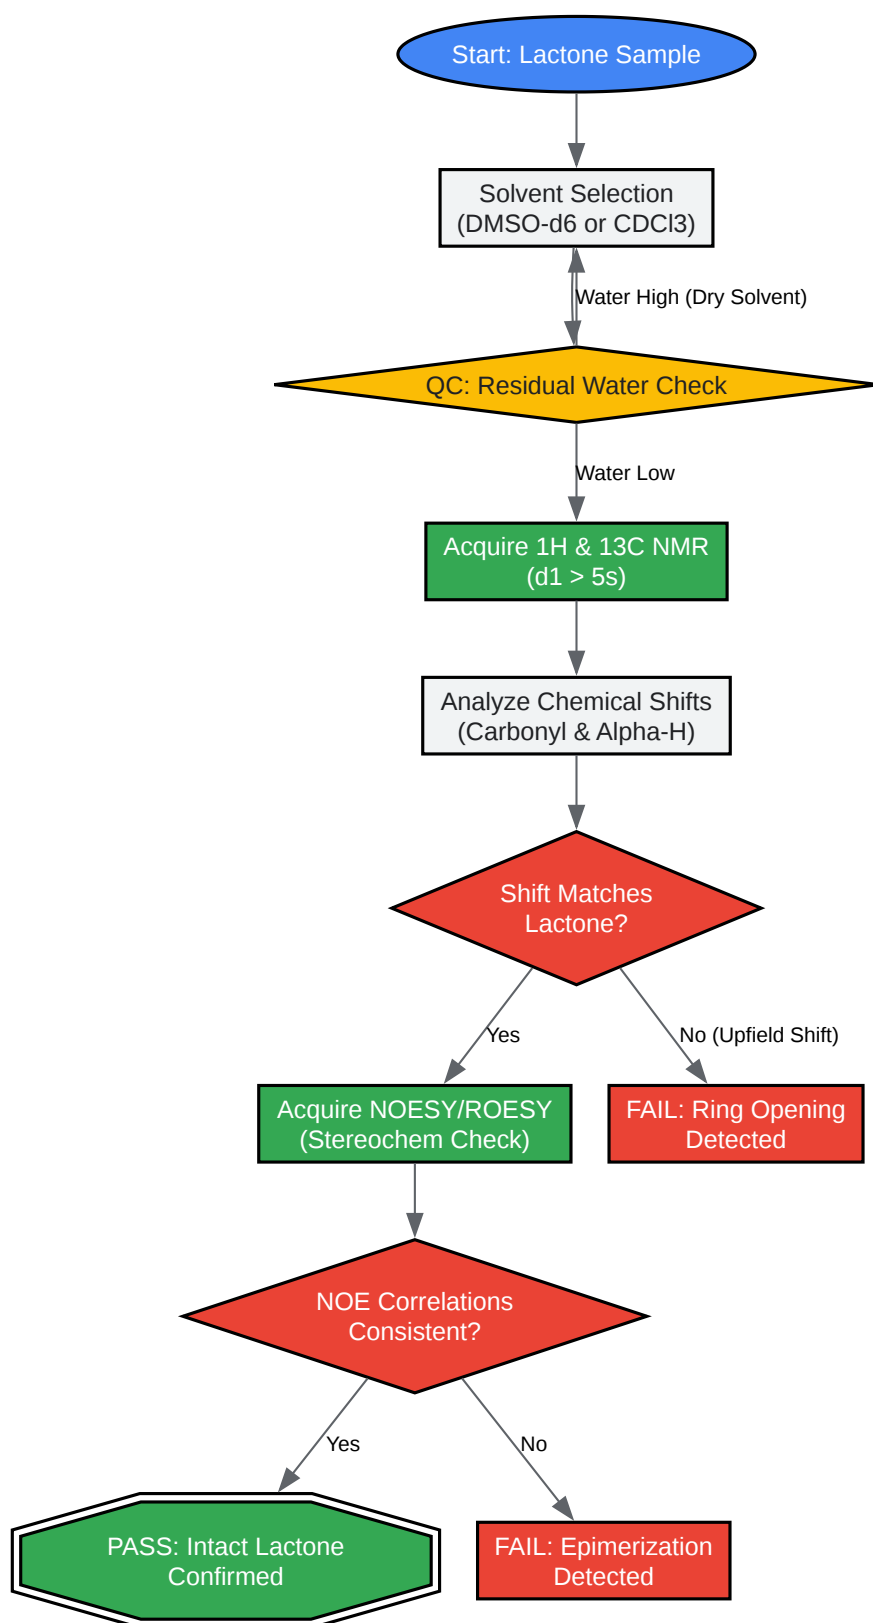 Start: Lactone Sample
Solvent Selection
(DMSO-d6 or CDCl3)
Water High (Dry Solvent)
QC: Residual Water Check
Water Low
Acquire 1H & 13C NMR
(d1 > 5s)
Analyze Chemical Shifts
(Carbonyl & Alpha-H)
Shift Matches
Lactone?
Yes
No (Upfield Shift)
Acquire NOESY/ROESY
(Stereochem Check)
FAIL: Ring Opening
Detected
NOE Correlations
Consistent?
Yes
No
PASS: Intact Lactone
Confirmed
FAIL: Epimerization
Detected